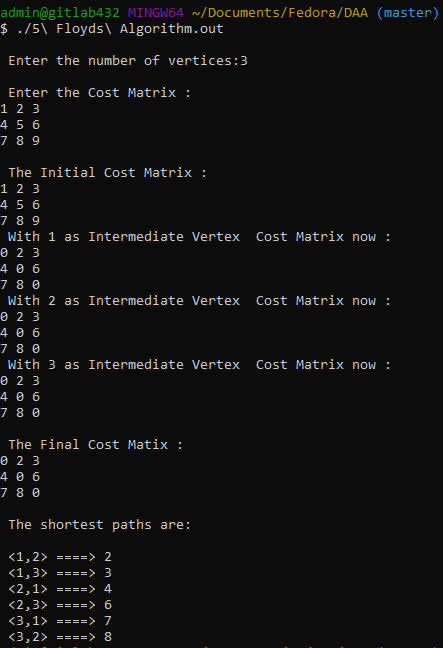 admin@gitlab432 MINGW64 ~/Documents/Fedora/DAA (master)
$ ./5\ Floyds\ Algorithm.out
Enter the number of vertices:3
Enter the Cost Matrix :
1 2 3
4 5 6
7 8 9
The Initial Cost Matrix :
1 2 3
4 5 6
7 8 9
With 1 as Intermediate Vertex  Cost Matrix now :
0 2 3
4 0 6
7 8 0
With 2 as Intermediate Vertex  Cost Matrix now :
0 2 3
4 0 6
7 8 0
With 3 as Intermediate Vertex  Cost Matrix now :
0 2 3
4 0 6
7 8 0
The Final Cost Matix :
0 2 3
4 0 6
7 8 0
The shortest paths are:
<1,2> ====> 2
<1,3> ====> 3
<2,1> ====> 4
<2,3> ====> 6
<3,1> ====> 7
<3,2> ====> 8